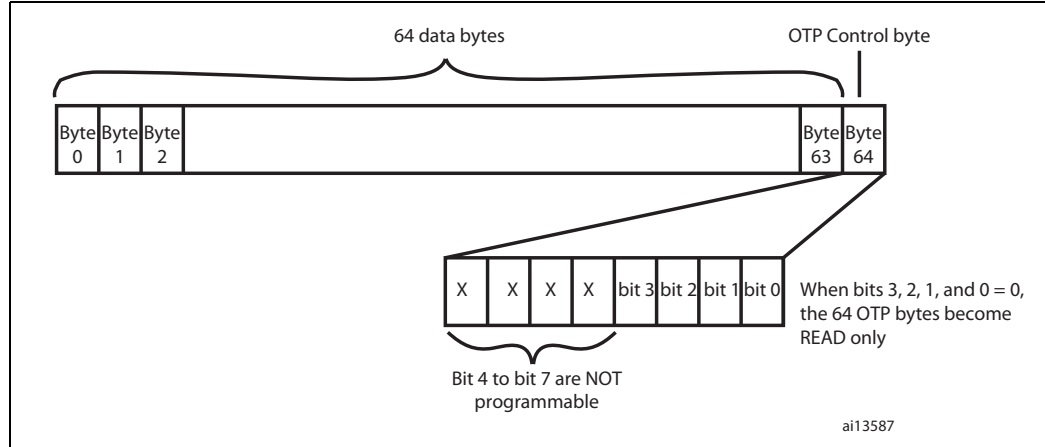 64 data bytes
OTP Control byte
Byte 0
Byte 1
Byte 2
Byte 63
Byte 64
X X X X bit 3 bit 2 bit 1 bit 0
When bits 3, 2, 1, and 0 = 0,
the 64 OTP bytes become
READ only
Bit 4 to bit 7 are NOT
programmable
ai13587